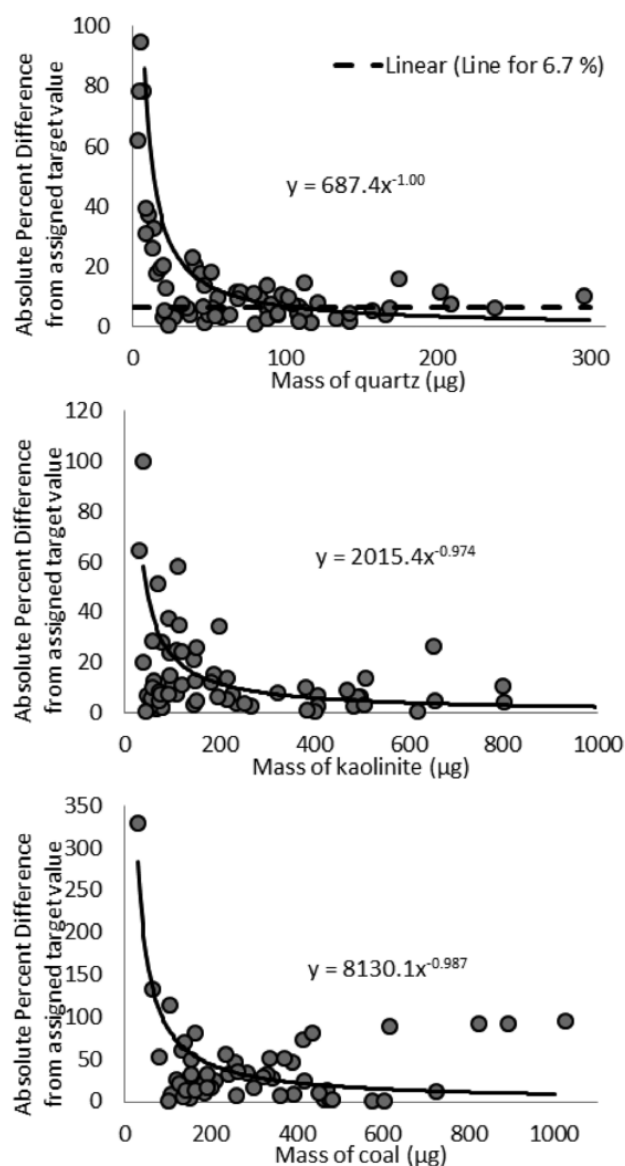 Absolute Percent Difference
from assigned target value
100
80
60
40
20
0
Linear (Line for 6.7 %)
y = 687.4x-1.00
0
100
200
300
Mass of quartz (µg)
Absolute Percent Difference
from assigned target value
120
100
80
60
40
20
0
y = 2015.4x-0.974
0
200
400
600
800
1000
Mass of kaolinite (µg)
Absolute Percent Difference
from assigned target value
350
300
250
200
150
100
50
0
y = 8130.1x-0.987
0
200
400
600
800
1000
Mass of coal (µg)